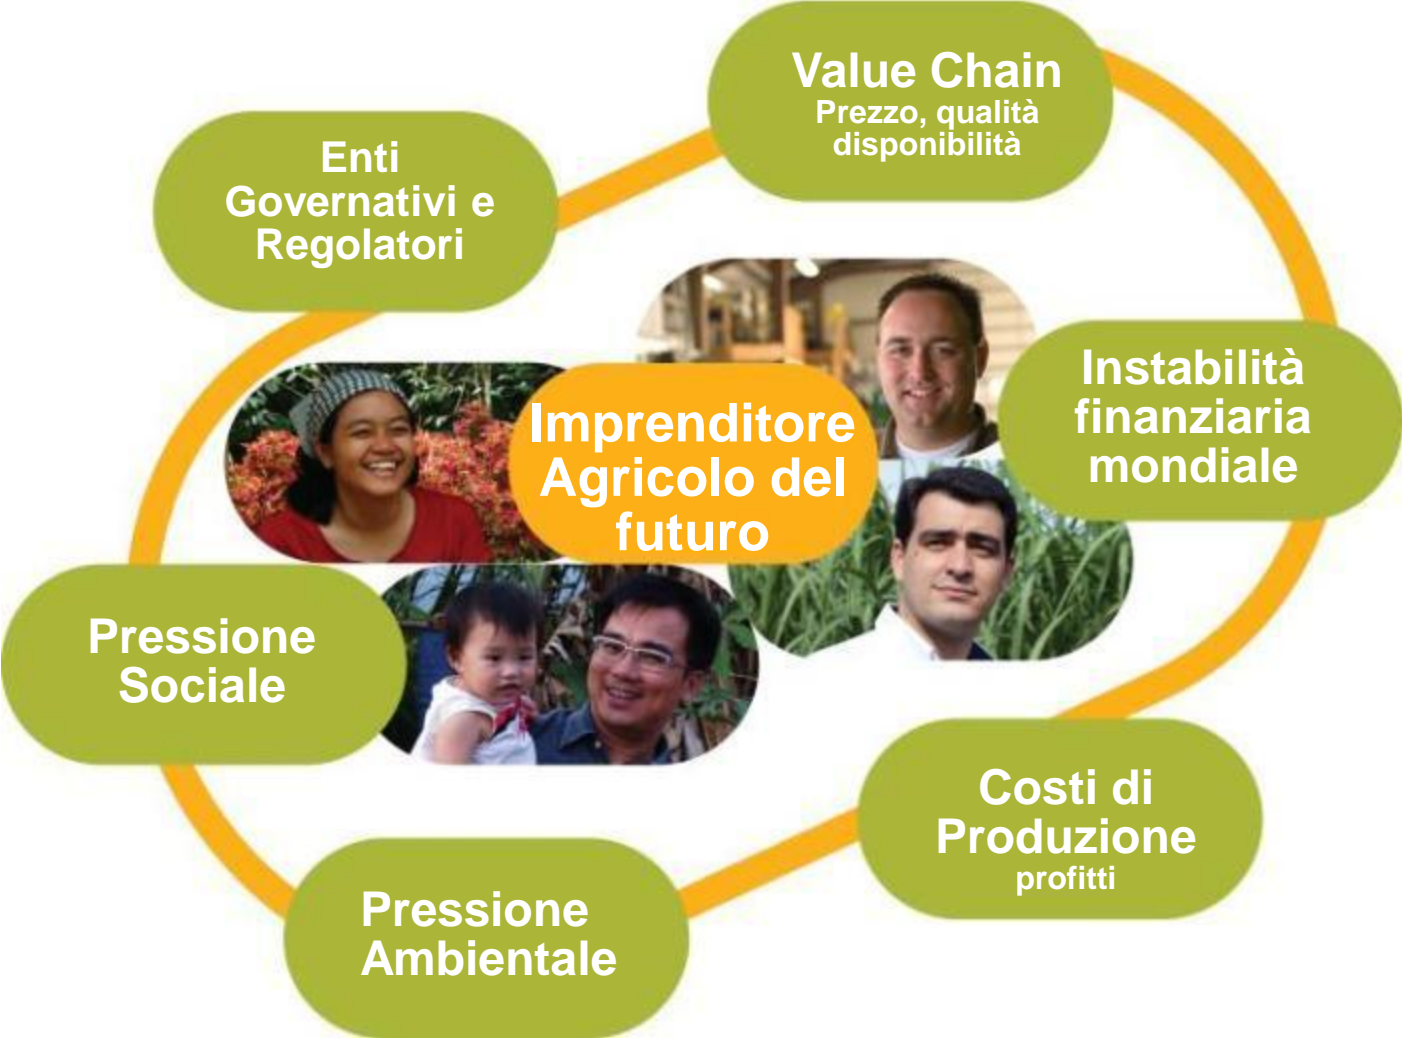 Value Chain
Prezzo, qualità
disponibilità
Enti
Governativi e
Regolatori
Instabilità
finanziaria
mondiale
Imprenditore
Agricolo del
futuro
Pressione
Sociale
Costi di
Produzione
profitti
Pressione
Ambientale